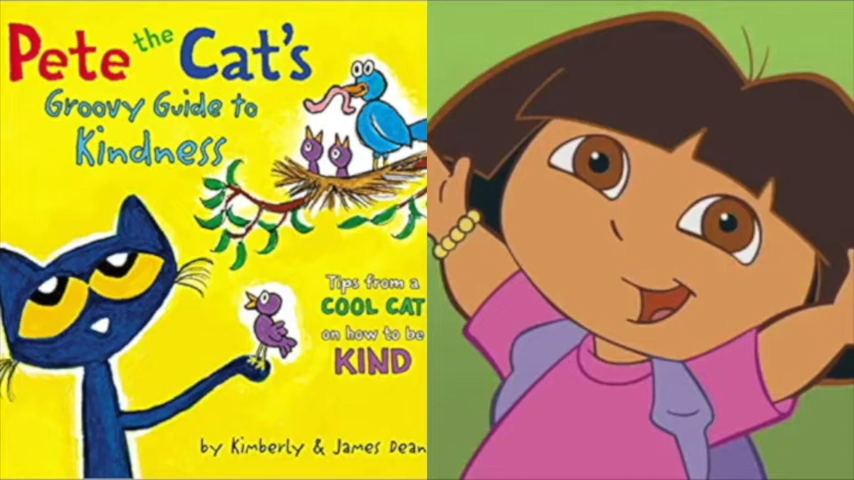 Pete the Cat's
Groovy Guide to
Kindness
Tips from a
COOL CAT
on how to be
KIND
by Kimberly & James Dean